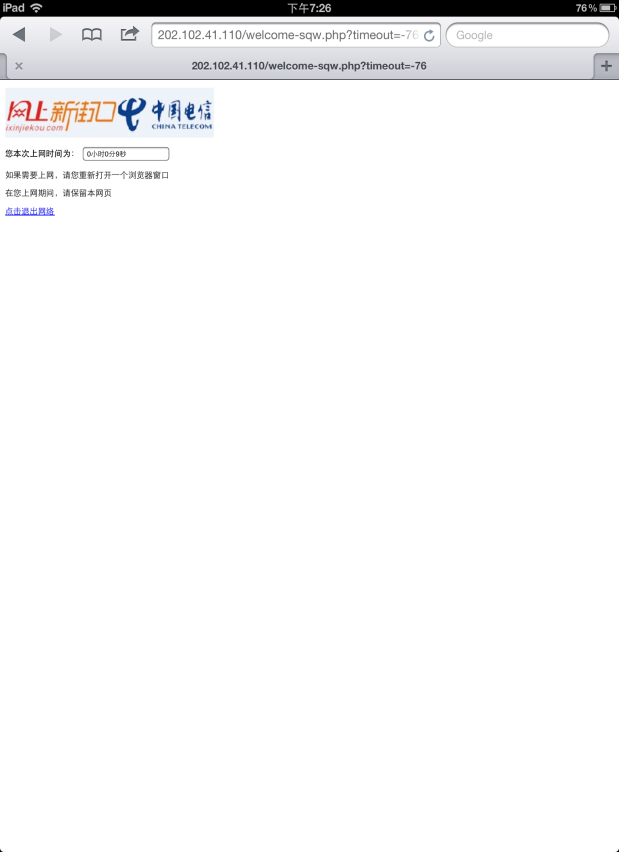 iPad 下午7:26 76%
202.102.41.110/welcome-sqw.php?timeout=-76 Google
202.102.41.110/welcome-sqw.php?timeout=-76
网上新街口 中国电信
ixinjiekou.com CHINA TELECOM
您本次上网时间为： 0小时0分9秒
如果需要上网，请您重新打开一个浏览器窗口
在您上网期间，请保留本网页
点击退出网络